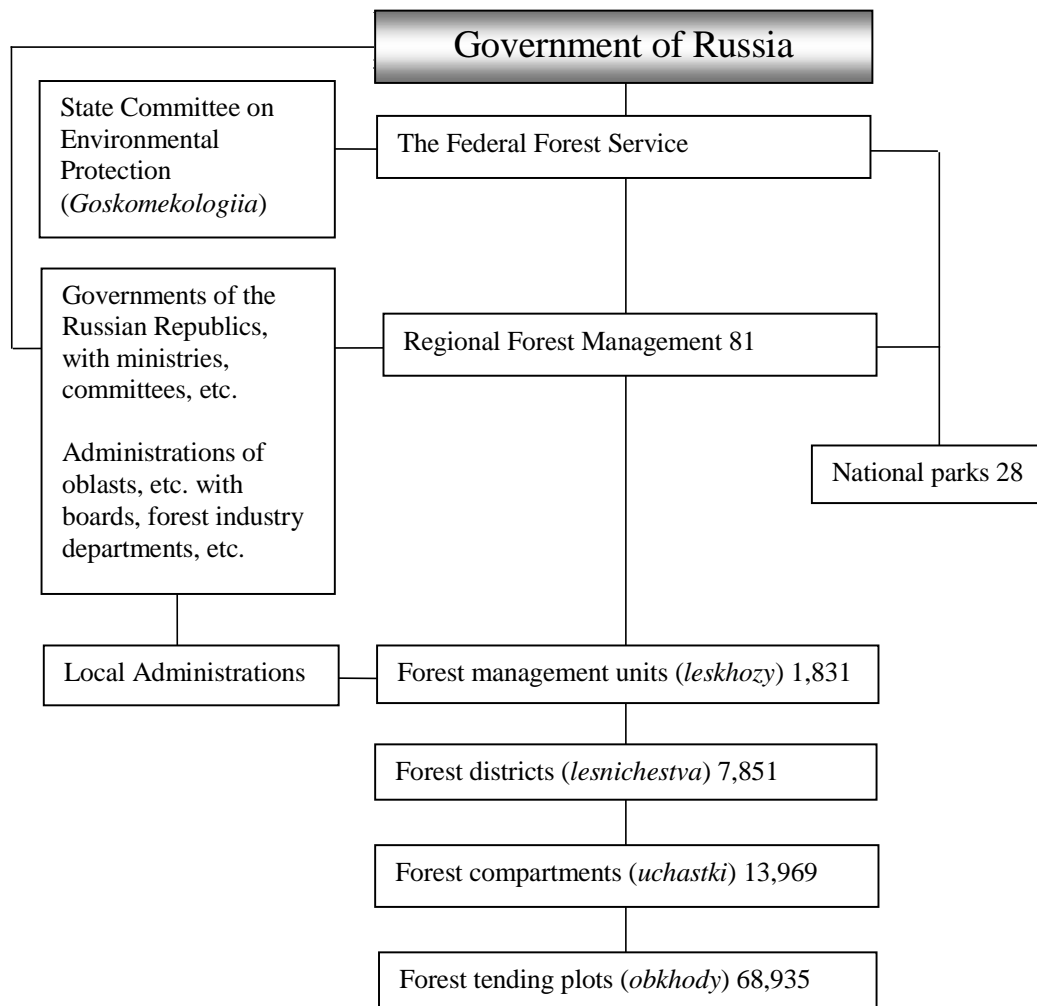 Government of Russia
State Committee on
Environmental
Protection
(Goskomekologiia)
The Federal Forest Service
Governments of the
Russian Republics,
with ministries,
committees, etc.
Administrations of
oblasts, etc. with
boards, forest industry
departments, etc.
Regional Forest Management 81
National parks 28
Local Administrations
Forest management units (leskhozy) 1,831
Forest districts (lesnichestva) 7,851
Forest compartments (uchastki) 13,969
Forest tending plots (obkhody) 68,935